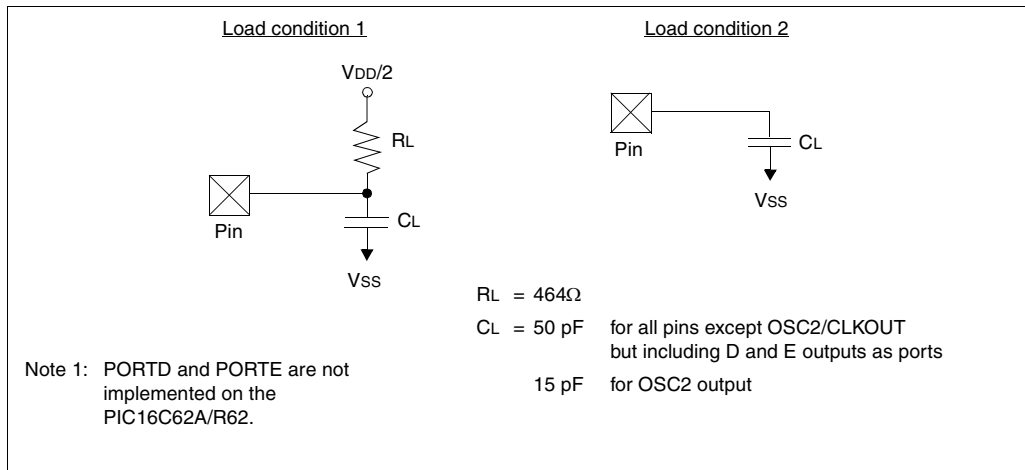 Load condition 1
VDD/2
RL
Pin
CL
VSS
Load condition 2
Pin
CL
VSS
RL = 464Ω
CL = 50 pF for all pins except OSC2/CLKOUT
but including D and E outputs as ports
15 pF for OSC2 output
Note 1: PORTD and PORTE are not
implemented on the
PIC16C62A/R62.